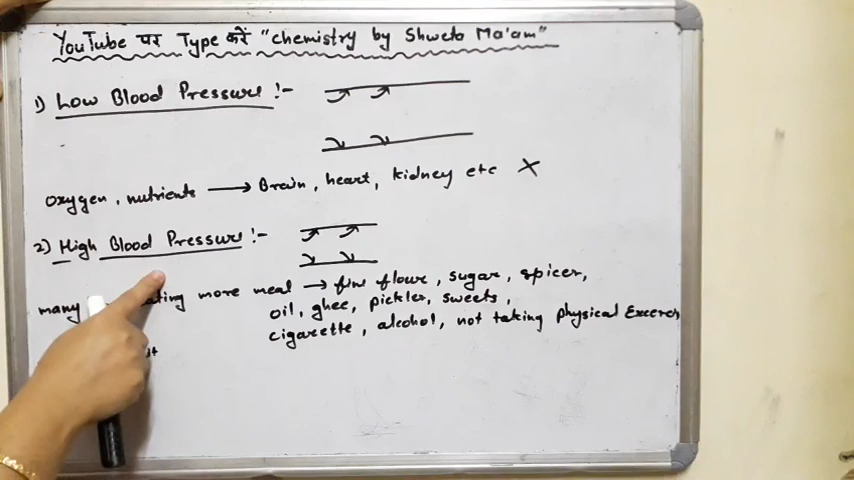 YouTube पर Type करें "chemistry by Shweta Ma'am"
1) Low Blood Pressure :-
Oxygen, nutrients → Brain, heart, kidney etc ×
2) High Blood Pressure :-
many eating more meal → fine flour, sugar, spicer,
oil, ghee, pickles, sweets,
cigarette, alcohol, not taking physical